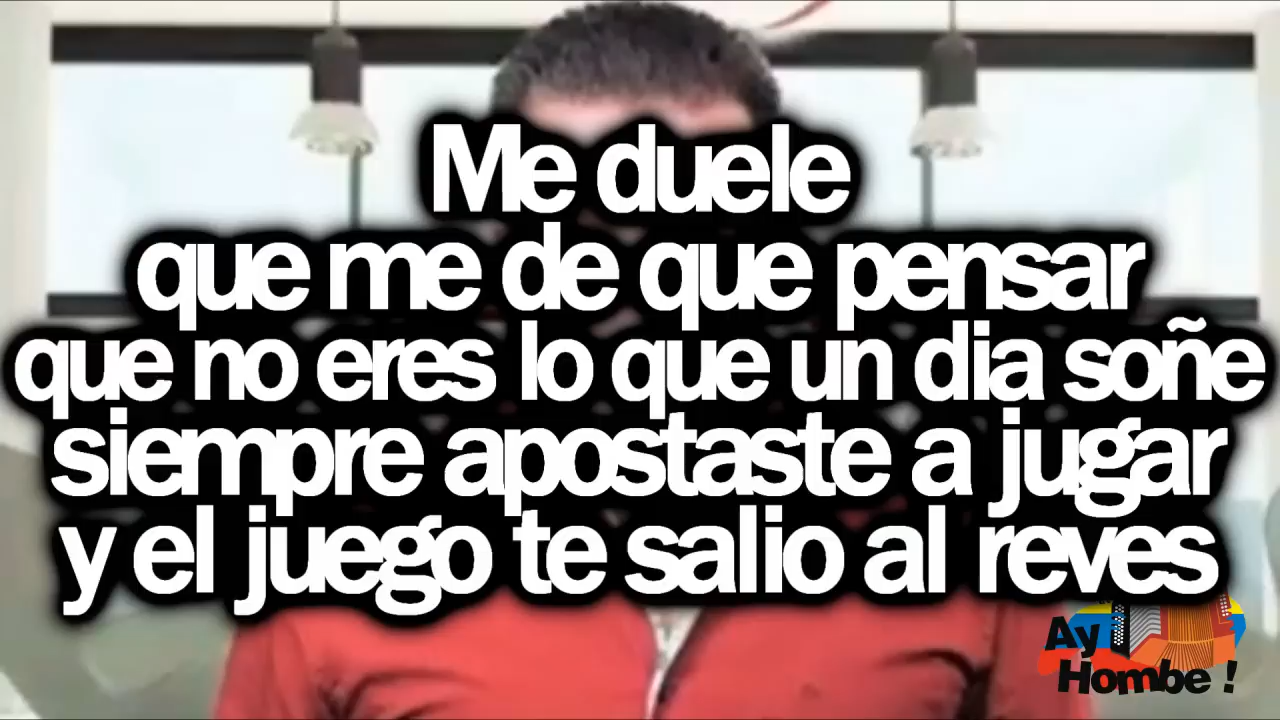 Me duele
que me de que pensar
que no eres lo que un dia soñe
siempre apostaste a jugar
y el juego te salio al reves
Ay
Hombe !